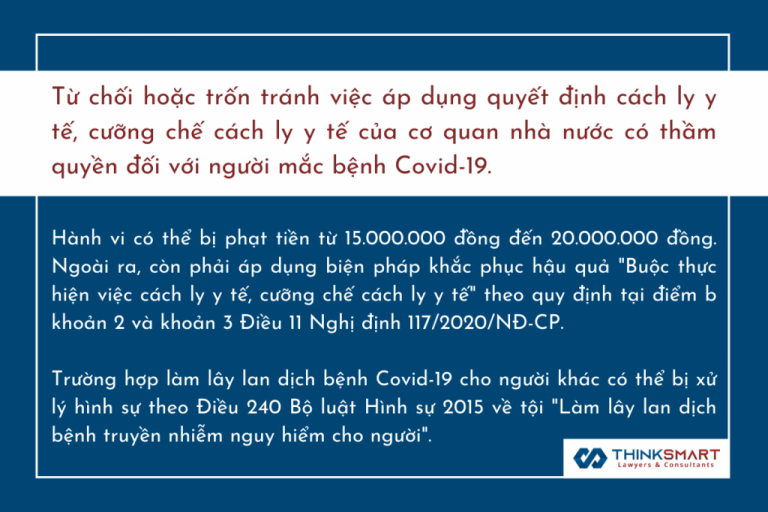 Từ chối hoặc trốn tránh việc áp dụng quyết định cách ly y
tế, cưỡng chế cách ly y tế của cơ quan nhà nước có thầm
quyền đối với người mắc bệnh Covid-19.
Hành vi có thể bị phạt tiền từ 15.000.000 đồng đến 20.000.000 đồng.
Ngoài ra, còn phải áp dụng biện pháp khắc phục hậu quả "Buộc thực
hiện việc cách ly y tế, cưỡng chế cách ly y tế" theo quy định tại điểm b
khoản 2 và khoản 3 Điều 11 Nghị định 117/2020/NĐ-CP.
Trường hợp làm lây lan dịch bệnh Covid-19 cho người khác có thể bị xử
lý hình sự theo Điều 240 Bộ luật Hình sự 2015 về tội "Làm lây lan dịch
bệnh truyền nhiễm nguy hiểm cho người".
THINKSMART
Lawyers & Consultants